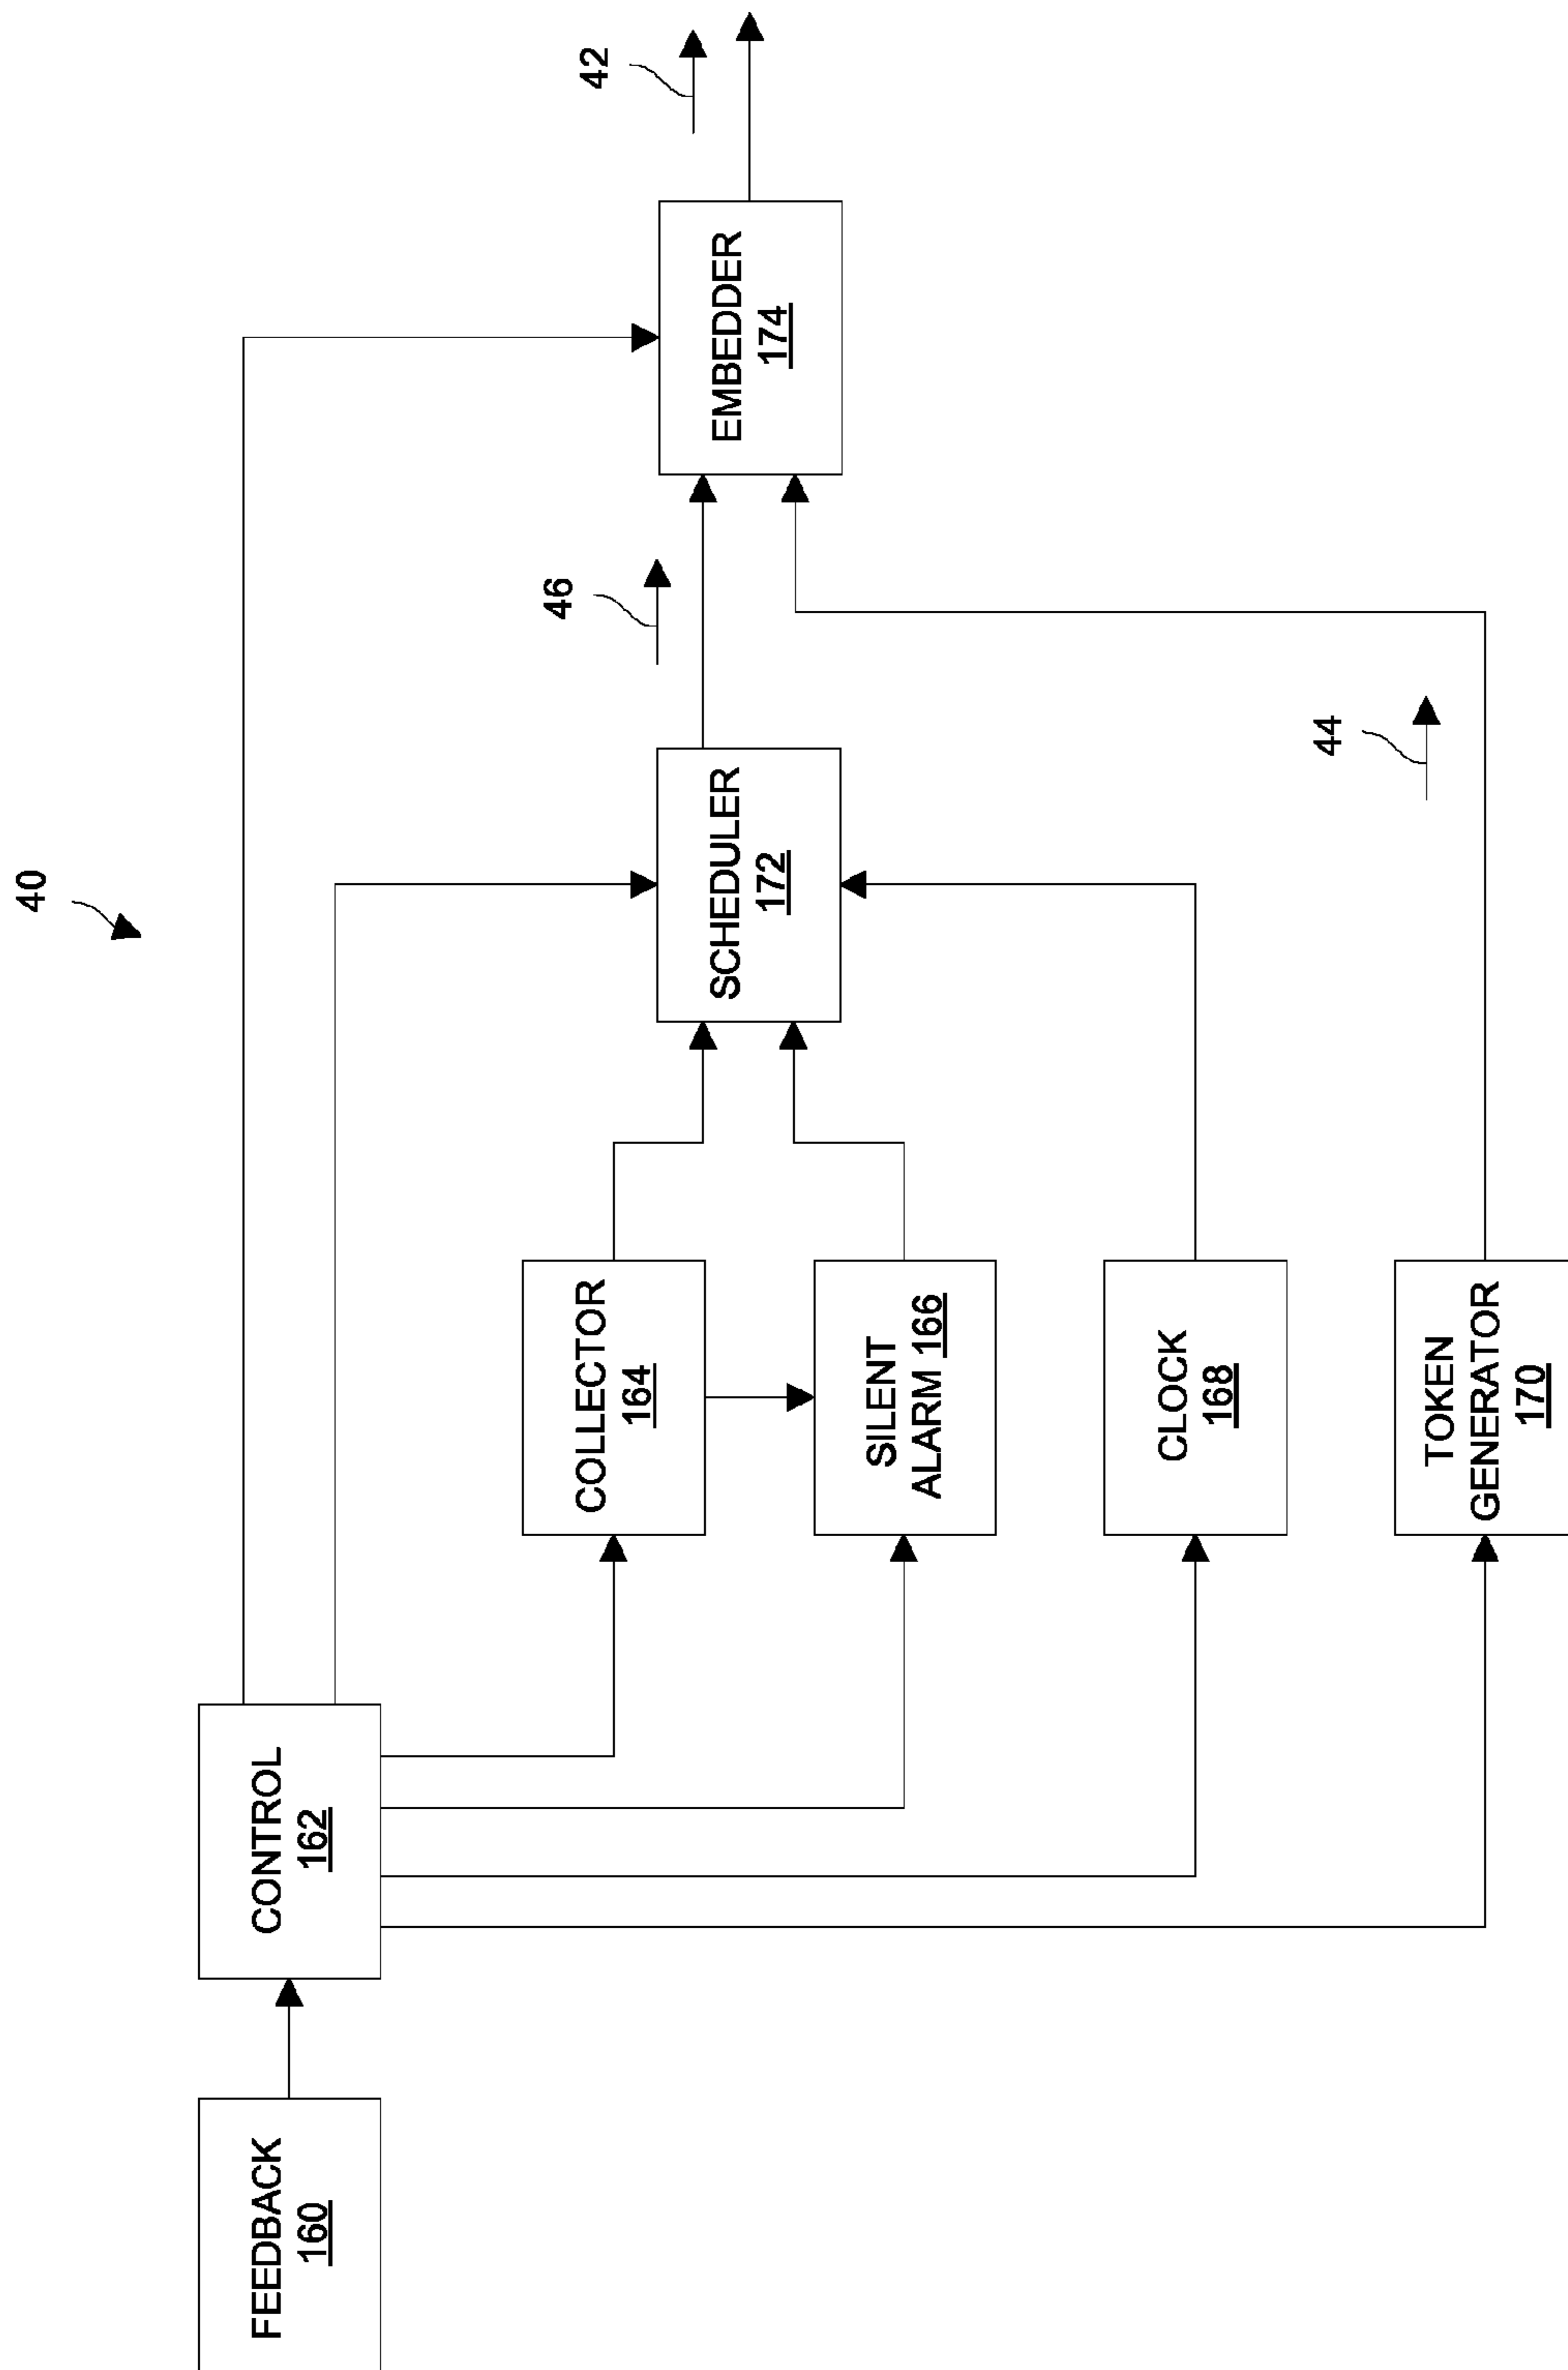 40
FEEDBACK
160
CONTROL
162
COLLECTOR
164
SILENT
ALARM 166
CLOCK
168
TOKEN
GENERATOR
170
SCHEDULER
172
46
44
EMBEDDER
174
42